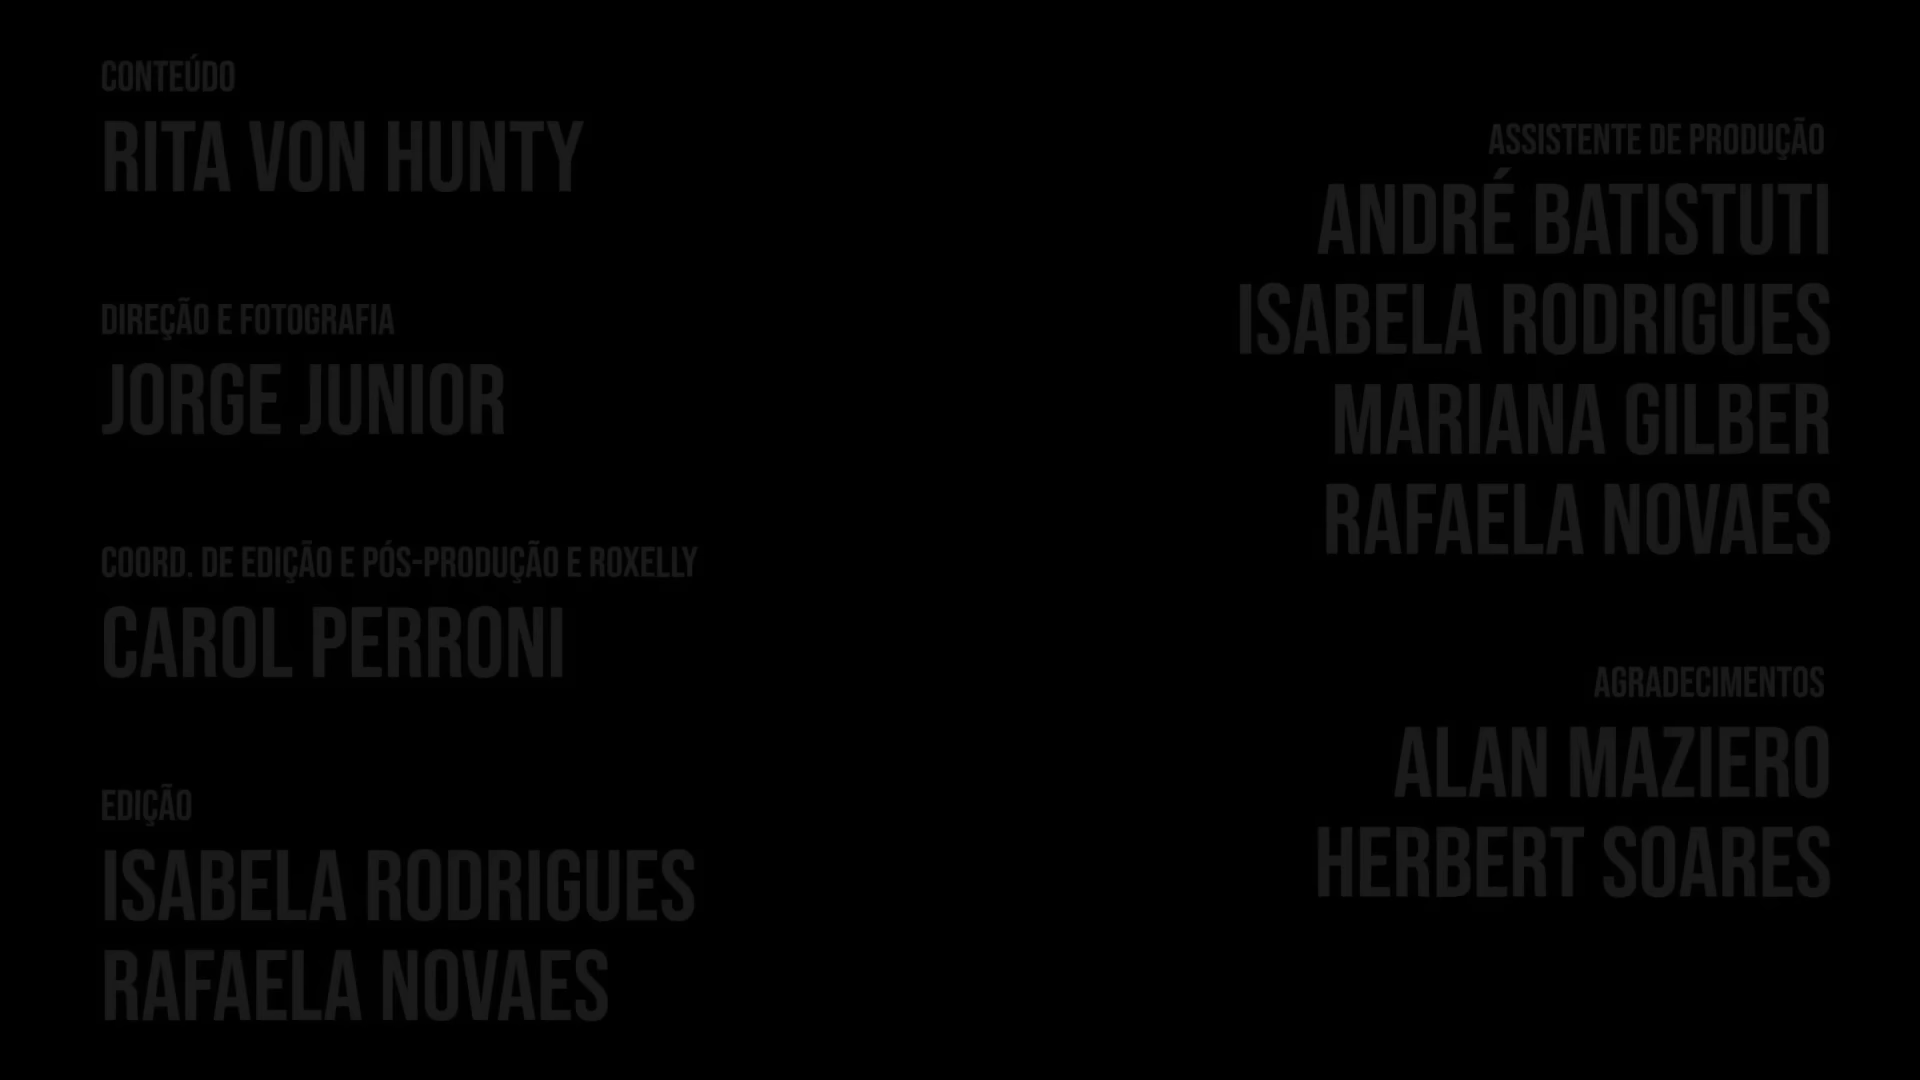 CONTEÚDO
RITA VON HUNTY
DIREÇÃO E FOTOGRAFIA
JORGE JUNIOR
COORD. DE EDIÇÃO E PÓS-PRODUÇÃO E ROXELLY
CAROL PERRONI
EDIÇÃO
ISABELA RODRIGUES
RAFAELA NOVAES
ASSISTENTE DE PRODUÇÃO
ANDRÉ BATISTUTI
ISABELA RODRIGUES
MARIANA GILBER
RAFAELA NOVAES
AGRADECIMENTOS
ALAN MAZIERO
HERBERT SOARES